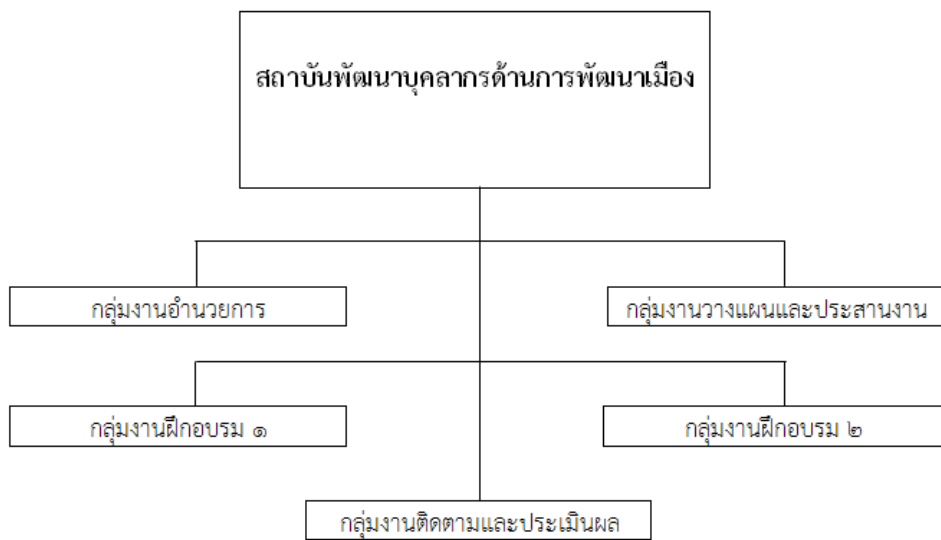 สถาบันพัฒนาบุคลากรด้านการพัฒนาเมือง
กลุ่มงานอำนวยการ
กลุ่มงานวางแผนและประสานงาน
กลุ่มงานฝึกอบรม ๑
กลุ่มงานฝึกอบรม ๒
กลุ่มงานติดตามและประเมินผล